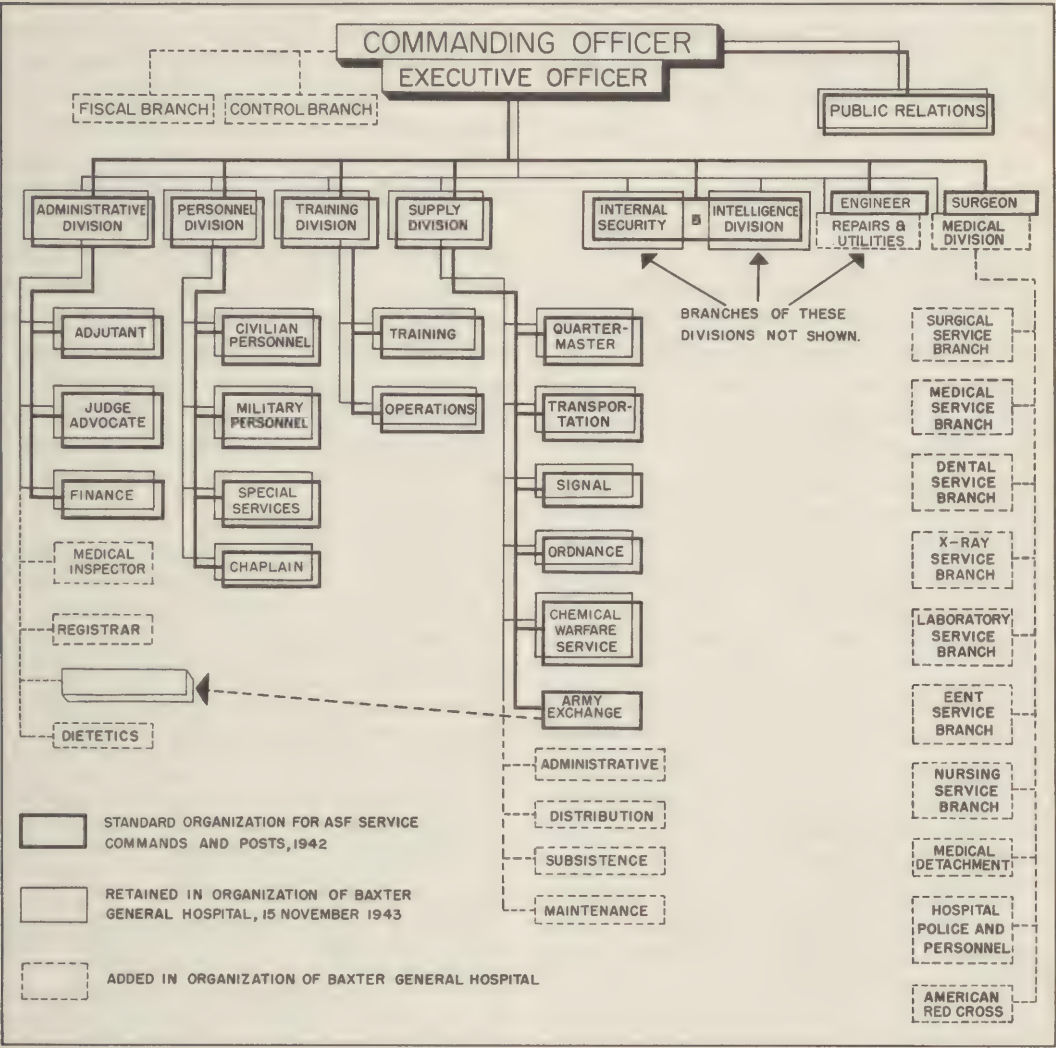 COMMANDING OFFICER
EXECUTIVE OFFICER
FISCAL BRANCH
CONTROL BRANCH
PUBLIC RELATIONS
ADMINISTRATIVE
DIVISION
PERSONNEL
DIVISION
TRAINING
DIVISION
SUPPLY
DIVISION
INTERNAL
SECURITY
&
INTELLIGENCE
DIVISION
ENGINEER
REPAIRS &
UTILITIES
SURGEON
MEDICAL
DIVISION
BRANCHES OF THESE
DIVISIONS NOT SHOWN.
ADJUTANT
JUDGE
ADVOCATE
FINANCE
MEDICAL
INSPECTOR
REGISTRAR
DIETETICS
CIVILIAN
PERSONNEL
MILITARY
PERSONNEL
SPECIAL
SERVICES
CHAPLAIN
TRAINING
OPERATIONS
QUARTER-
MASTER
TRANSPOR-
TATION
SIGNAL
ORDNANCE
CHEMICAL
WARFARE
SERVICE
ARMY
EXCHANGE
ADMINISTRATIVE
DISTRIBUTION
SUBSISTENCE
MAINTENANCE
SURGICAL
SERVICE
BRANCH
MEDICAL
SERVICE
BRANCH
DENTAL
SERVICE
BRANCH
X-RAY
SERVICE
BRANCH
LABORATORY
SERVICE
BRANCH
EENT
SERVICE
BRANCH
NURSING
SERVICE
BRANCH
MEDICAL
DETACHMENT
HOSPITAL
POLICE AND
PERSONNEL
AMERICAN
RED CROSS
STANDARD ORGANIZATION FOR ASF SERVICE
COMMANDS AND POSTS, 1942
RETAINED IN ORGANIZATION OF BAXTER
GENERAL HOSPITAL, 15 NOVEMBER 1943
ADDED IN ORGANIZATION OF BAXTER GENERAL HOSPITAL